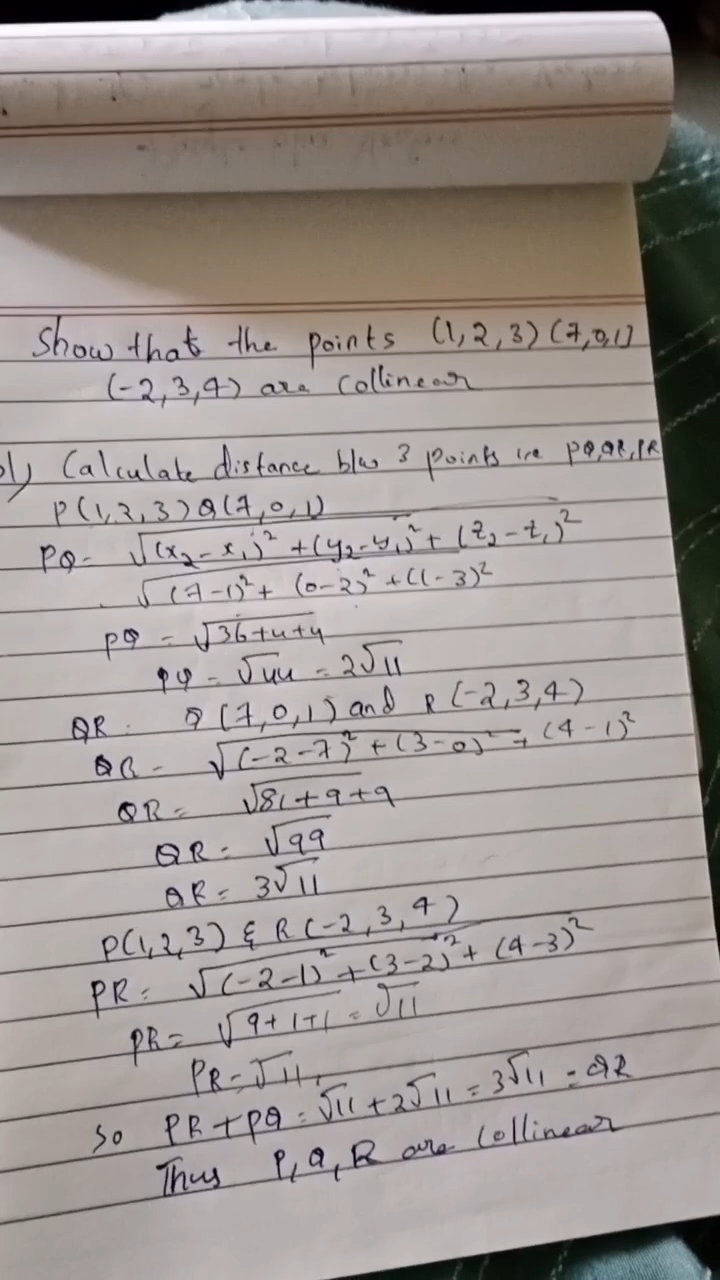 Show that the points (1,2,3) (7,0,1)
(-2,3,4) are collinear
ol) Calculate distance b/w 3 points ie PQ,QR,PR
P(1,2,3) Q(7,0,1)
PQ = √(x₂-x₁)² + (y₂-y₁)² + (z₂-z₁)²
√(7-1)² + (0-2)² + (1-3)²
PQ = √36+4+4
PQ = √44 = 2√11
QR. Q(7,0,1) and R(-2,3,4)
QR = √(-2-7)² + (3-0)² + (4-1)²
QR = √81+9+9
QR = √99
QR = 3√11
P(1,2,3) & R(-2,3,4)
PR = √(-2-1)² + (3-2)² + (4-3)²
PR = √9+1+1 = √11
PR = √11,
So PR+PQ = √11 + 2√11 = 3√11 = QR
Thus P,Q,R are collinear